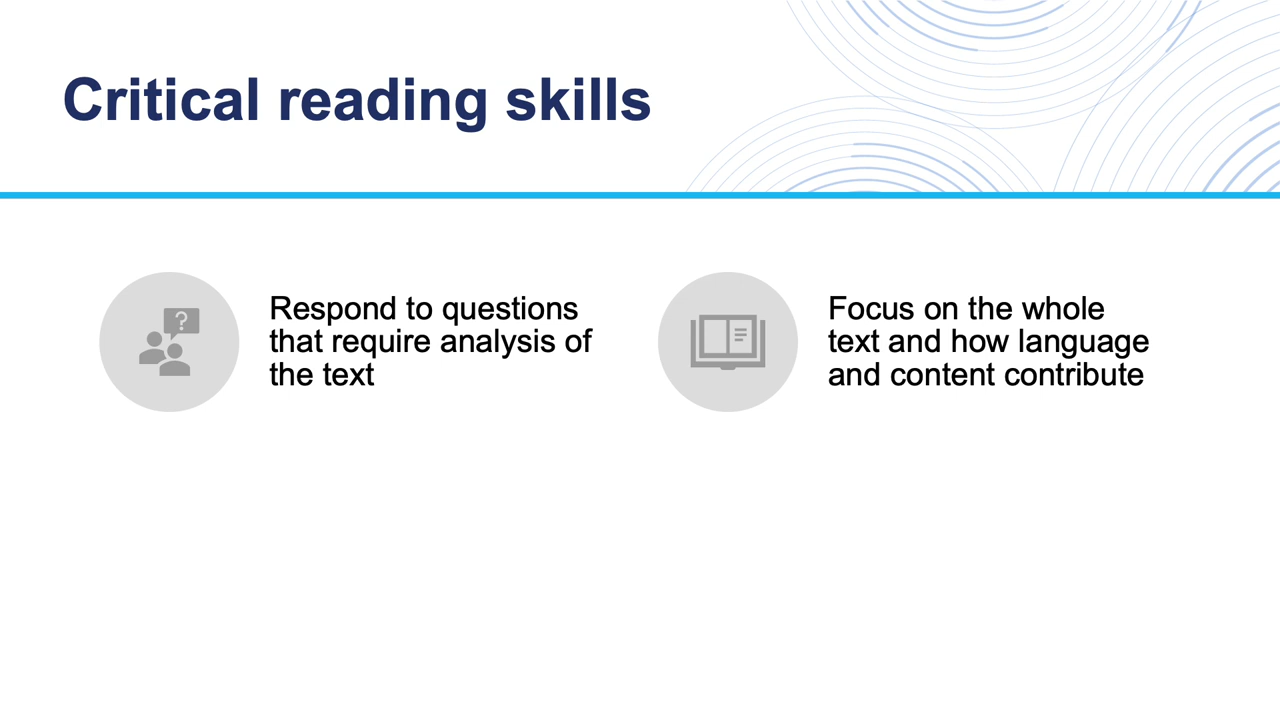 Critical reading skills
Respond to questions
that require analysis of
the text
Focus on the whole
text and how language
and content contribute